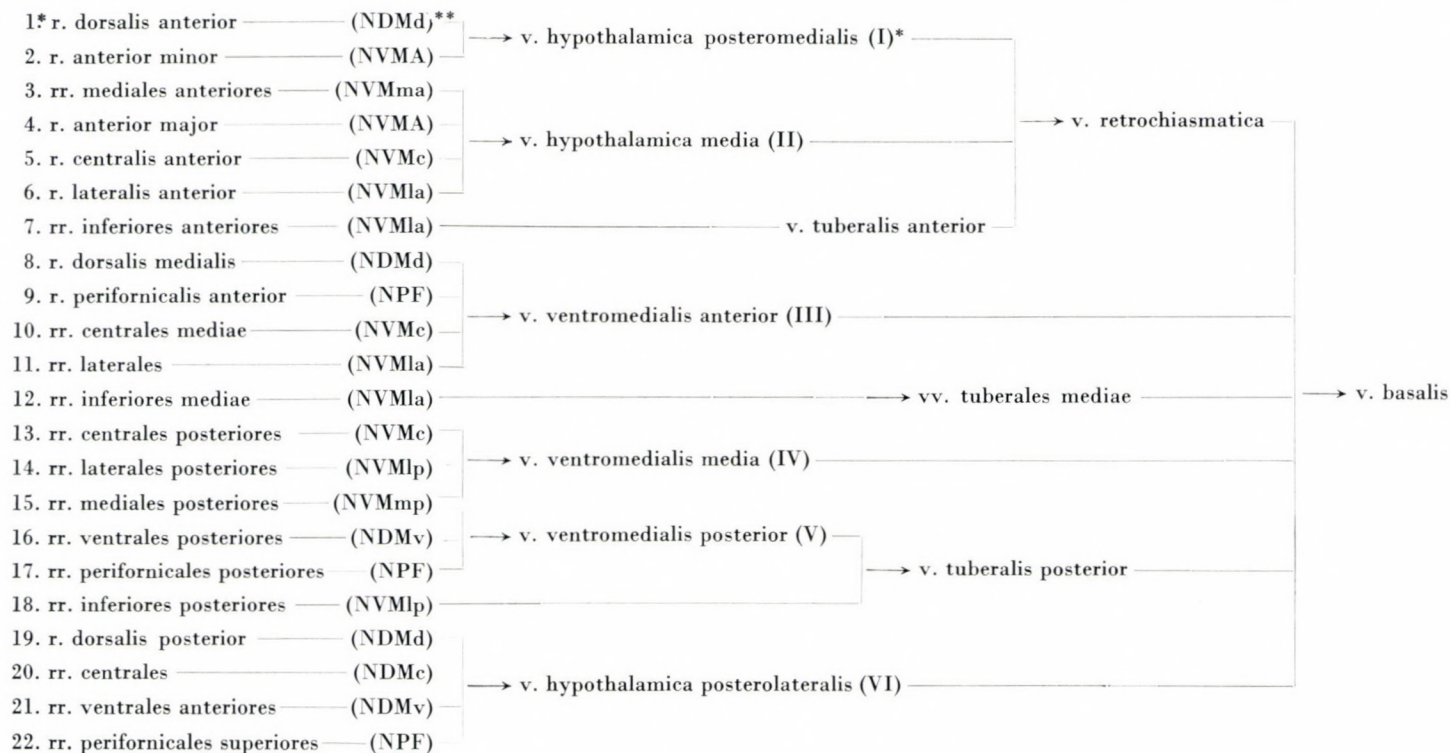 1* r. dorsalis anterior (NDMd)**
→ v. hypothalamica posteromedialis (I)*
2. r. anterior minor (NVMA)
3. rr. mediales anteriores (NVMma)
4. r. anterior major (NVMA)
→ v. retrochiasmatica
→ v. hypothalamica media (II)
5. r. centralis anterior (NVMc)
6. r. lateralis anterior (NVMla)
7. rr. inferiores anteriores (NVMla) v. tuberalis anterior
8. r. dorsalis medialis (NDMd)
9. r. perifornicalis anterior (NPF)
→ v. ventromedialis anterior (III)
10. rr. centrales mediae (NVMc)
11. rr. laterales (NVMla)
12. rr. inferiores mediae (NVMla) → vv. tuberales mediae → v. basalis
13. rr. centrales posteriores (NVMc)
→ v. ventromedialis media (IV)
14. rr. laterales posteriores (NVMlp)
15. rr. mediales posteriores (NVMmp)
16. rr. ventrales posteriores (NDMv) → v. ventromedialis posterior (V)
17. rr. perifornicales posteriores (NPF) → v. tuberalis posterior
18. rr. inferiores posteriores (NVMlp)
19. r. dorsalis posterior (NDMd)
20. rr. centrales (NDMc)
→ v. hypothalamica posterolateralis (VI)
21. rr. ventrales anteriores (NDMv)
22. rr. perifornicales superiores (NPF)